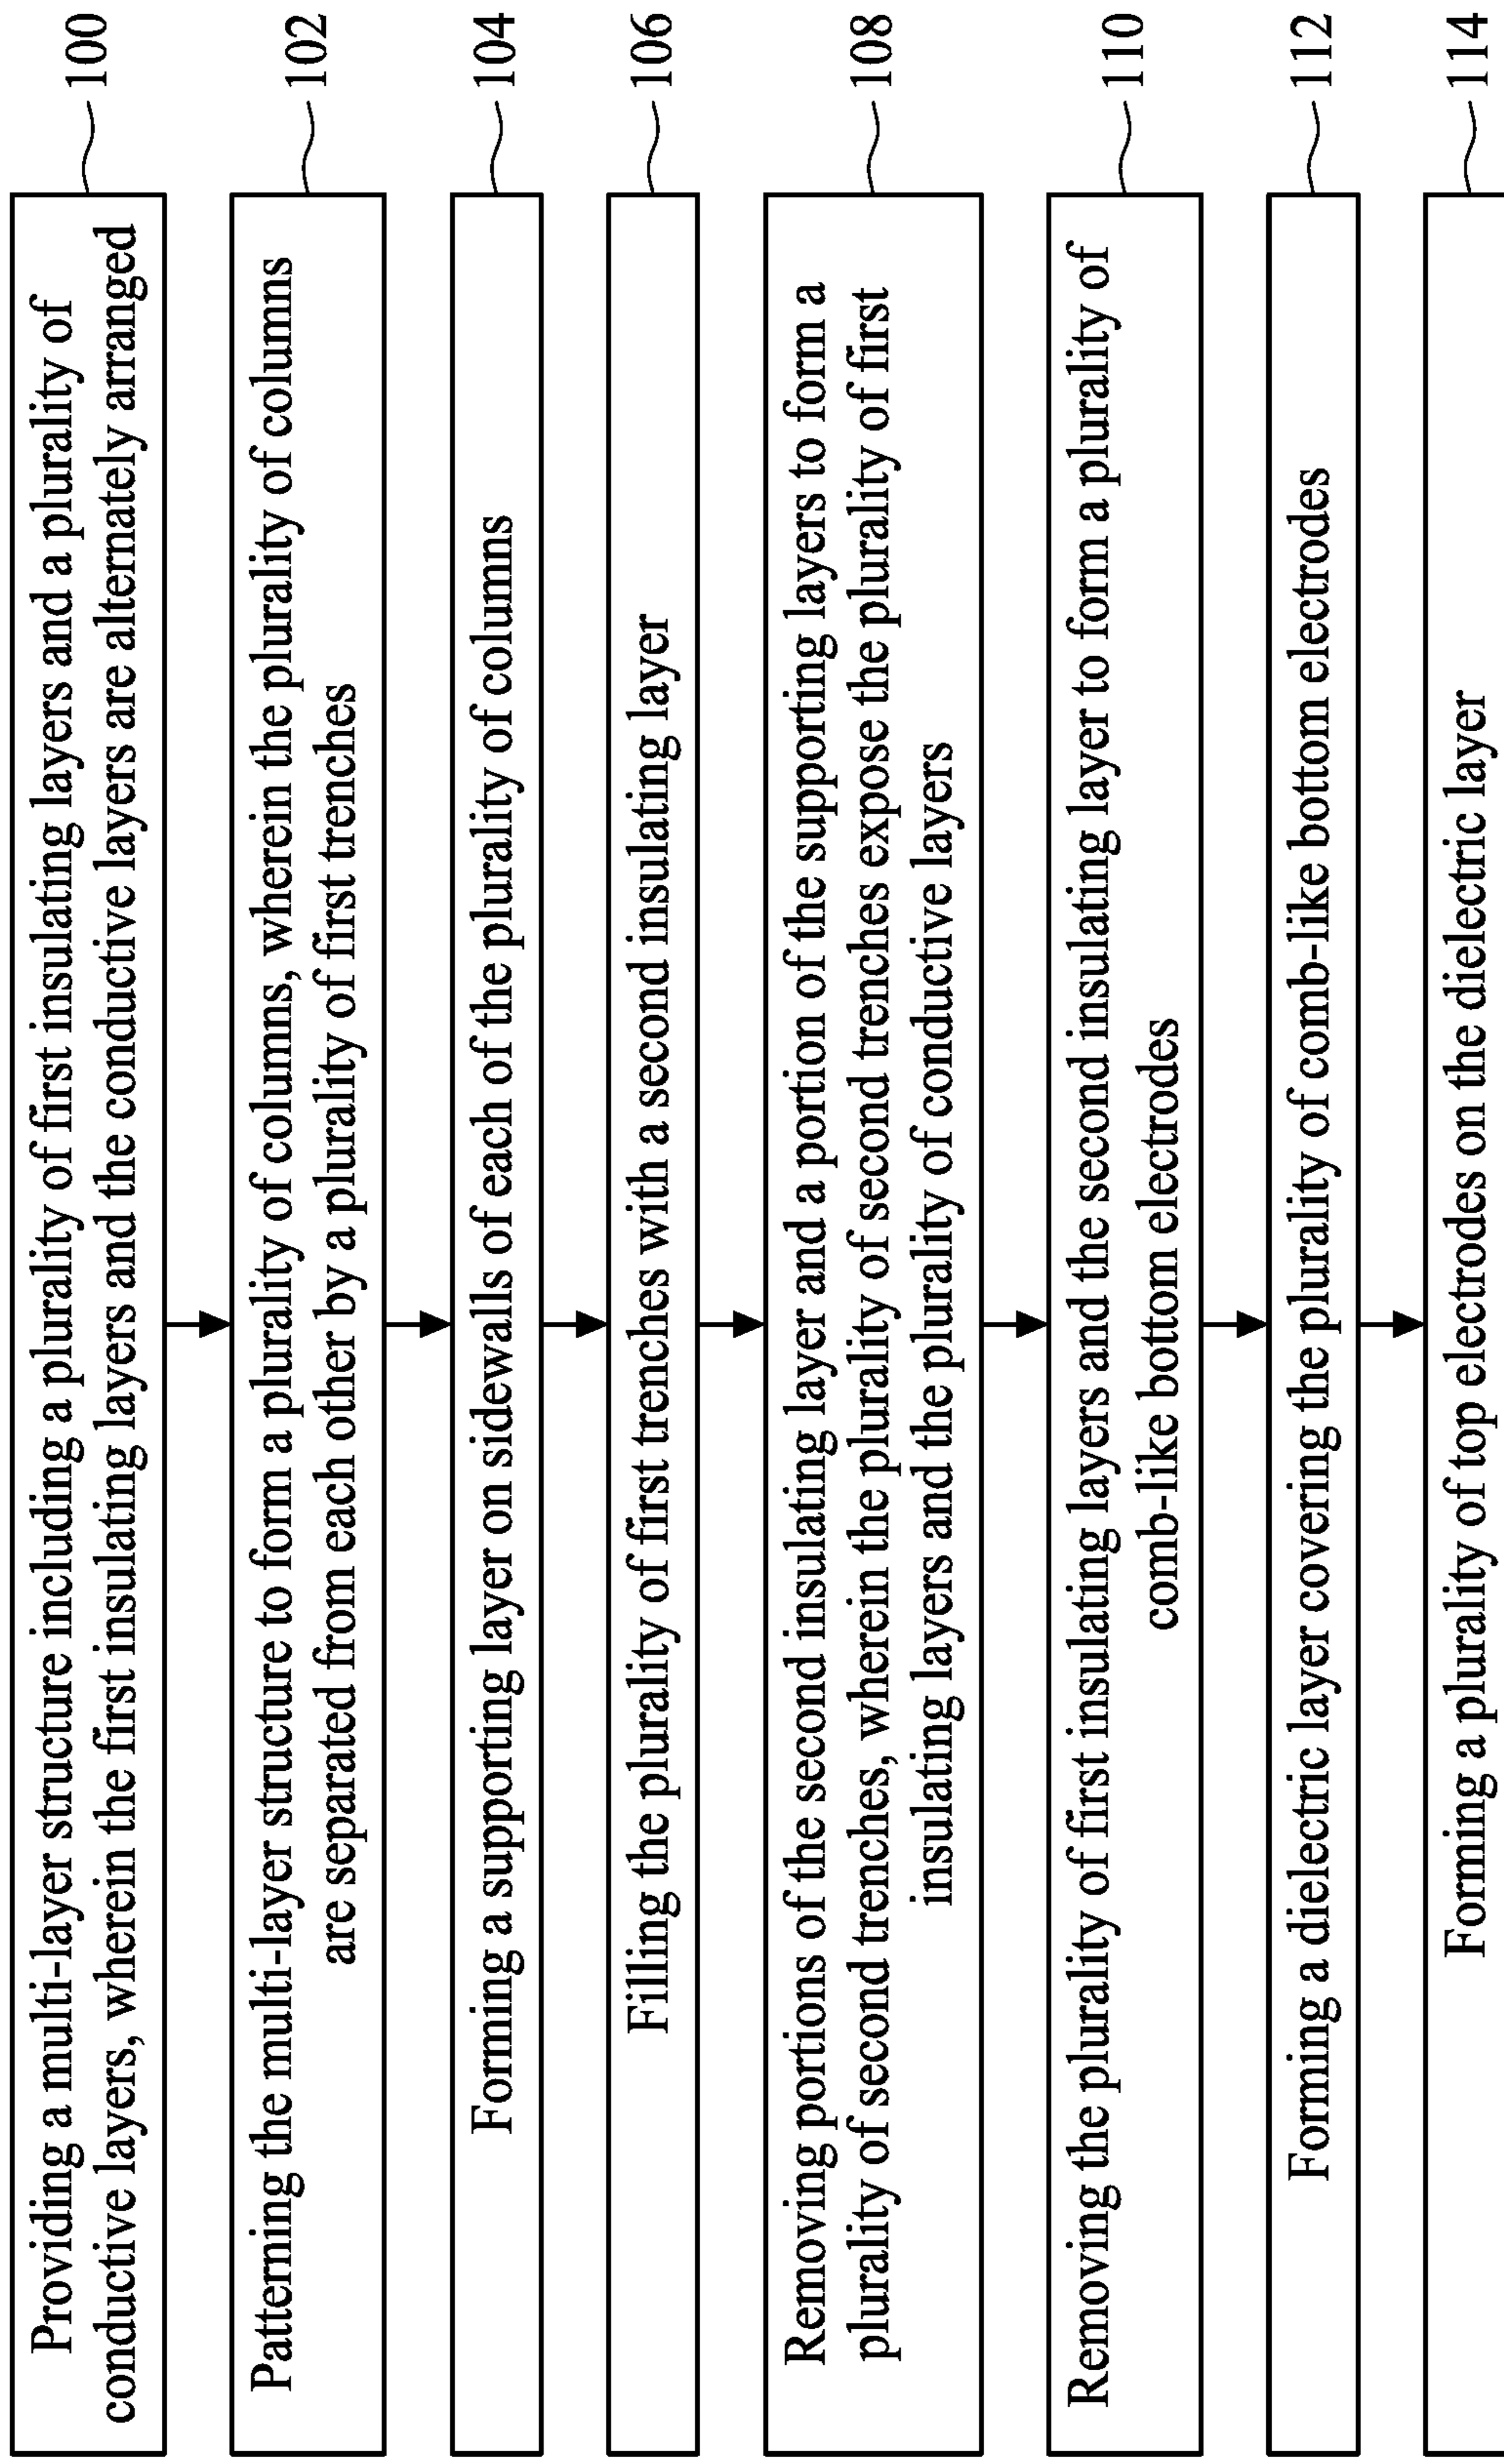 Providing a multi-layer structure including a plurality of first insulating layers and a plurality of
conductive layers, wherein the first insulating layers and the conductive layers are alternately arranged
100
Patterning the multi-layer structure to form a plurality of columns, wherein the plurality of columns
are separated from each other by a plurality of first trenches
102
Forming a supporting layer on sidewalls of each of the plurality of columns
104
Filling the plurality of first trenches with a second insulating layer
106
Removing portions of the second insulating layer and a portion of the supporting layers to form a
plurality of second trenches, wherein the plurality of second trenches expose the plurality of first
insulating layers and the plurality of conductive layers
108
Removing the plurality of first insulating layers and the second insulating layer to form a plurality of
comb-like bottom electrodes
110
Forming a dielectric layer covering the plurality of comb-like bottom electrodes
112
Forming a plurality of top electrodes on the dielectric layer
114